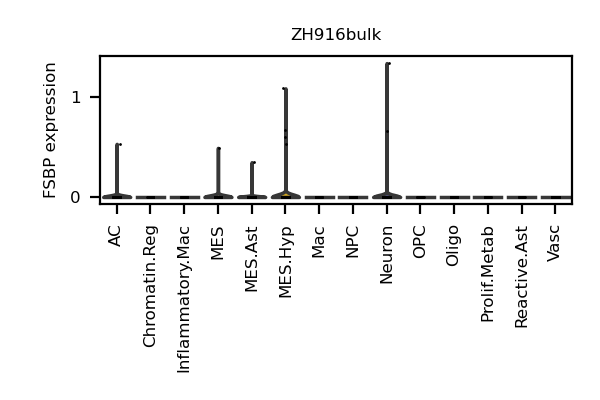 ZH916bulk
FSBP expression
1
0
AC
Chromatin.Reg
Inflammatory.Mac
MES
MES.Ast
MES.Hyp
Mac
NPC
Neuron
OPC
Oligo
Prolif.Metab
Reactive.Ast
Vasc